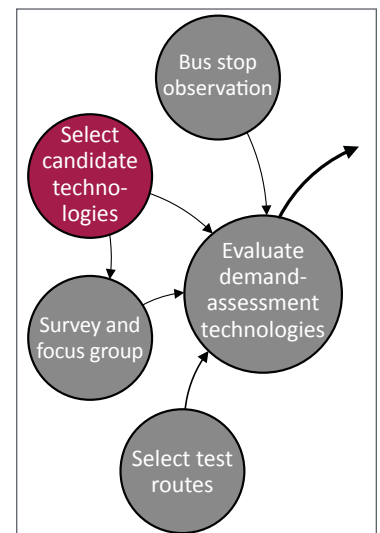 Bus stop
observation
Select
candidate
techno-
logies
Evaluate
demand-
assessment
technologies
Survey and
focus group
Select test
routes